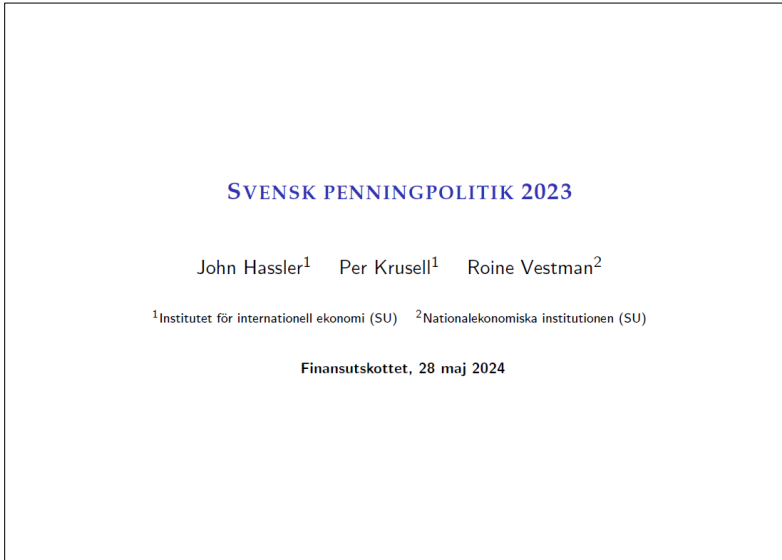 SVENSK PENNINGPOLITIK 2023
John Hassler¹ Per Krusell¹ Roine Vestman²
¹Institutet för internationell ekonomi (SU) ²Nationalekonomiska institutionen (SU)
Finansutskottet, 28 maj 2024